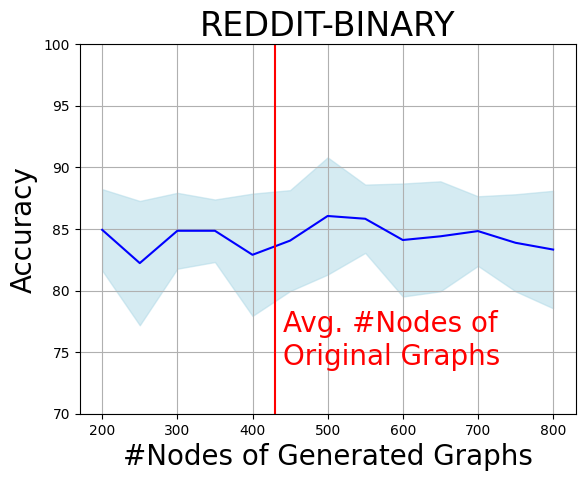 REDDIT-BINARY
100
95
90
85
80
75
70
Accuracy
Avg. #Nodes of
Original Graphs
200 300 400 500 600 700 800
#Nodes of Generated Graphs